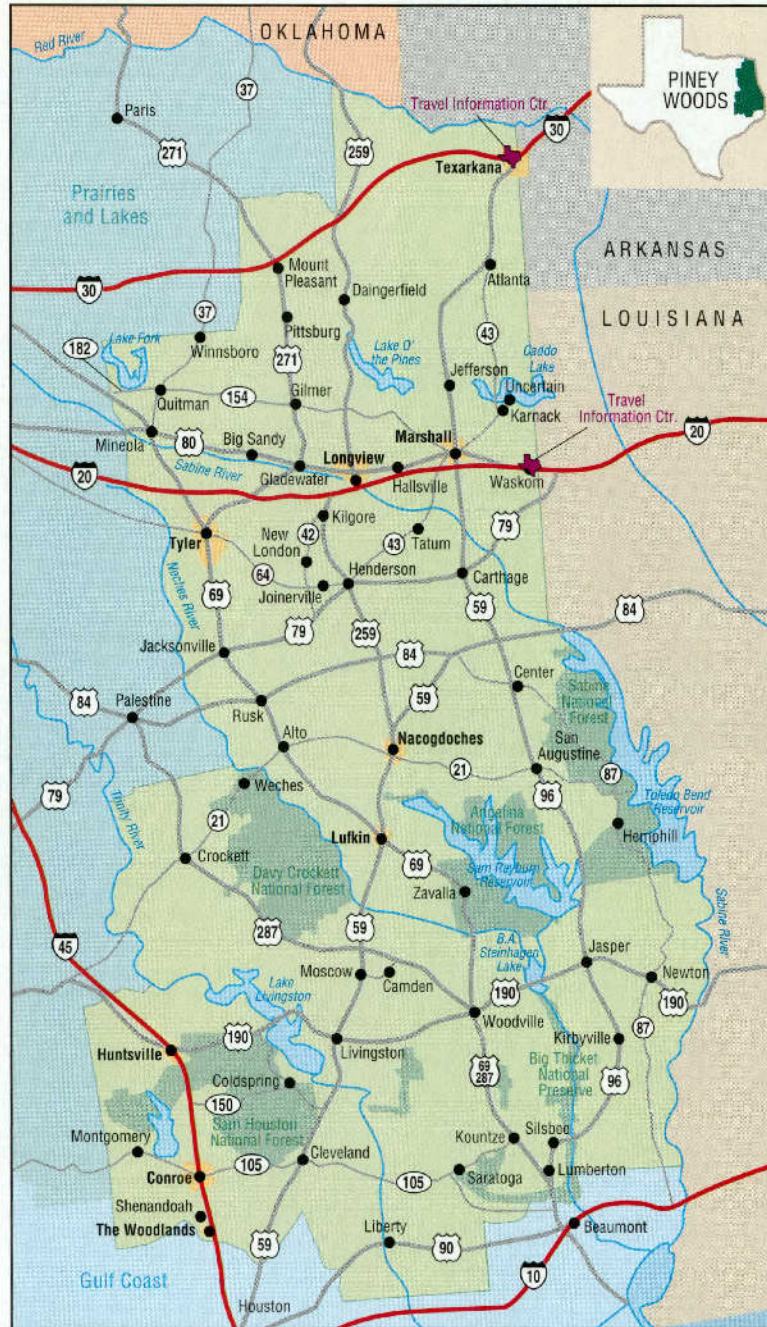 OKLAHOMA
Red River
37
Travel Information Ctr.
PINEY
WOODS
Paris
271
259
30
Texarkana
Prairies
and Lakes
ARKANSAS
Mount
Pleasant
Atlanta
30
Daingerfield
LOUISIANA
37
Pittsburg
Lake O'
the Pines
43
182
Lake Fork
Winnsboro
271
Caddo
Lake
Jefferson
Uncertain
Quitman
154
Gilmer
Karnack
Travel
Information Ctr.
Mineola
80
Big Sandy
Longview
Marshall
20
Sabine River
20
Gladewater
Hallsville
Waskom
Kilgore
79
Tyler
New
London
42
43
Tatum
64
Henderson
Carthage
Neches River
69
Joinerville
59
84
79
259
Jacksonville
84
Center
84
Palestine
Rusk
59
Sabine
National
Forest
Alto
Nacogdoches
San
Augustine
21
87
79
Weches
96
Toledo Bend
Reservoir
Trinity River
21
Angelina
National Forest
Hemphill
Lufkin
Crockett
Davy Crockett
National Forest
69
Sam Rayburn
Reservoir
Zavalla
Sabine River
287
59
45
B.A.
Steinhagen
Lake
Jasper
Moscow
Camden
Newton
Lake
Livingston
190
190
Woodville
Huntsville
190
Livingston
Kirbyville
87
69
287
Big Thicket
National
Preserve
Coldspring
96
150
Sam Houston
National Forest
Kountze
Silsbee
Montgomery
105
Cleveland
105
Saratoga
Lumberton
Conroe
Shenandoah
The Woodlands
Liberty
Beaumont
59
90
Gulf Coast
10
Houston